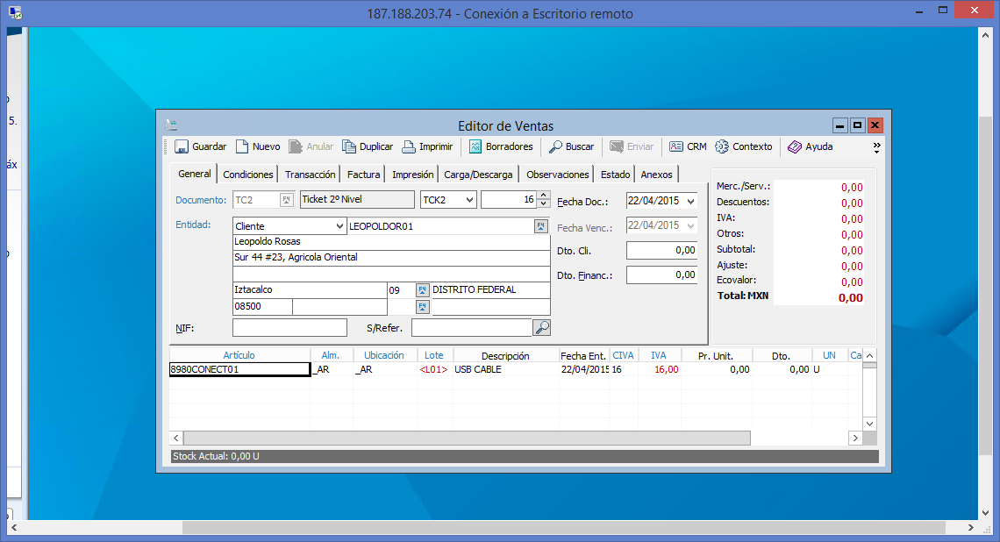 187.188.203.74 - Conexión a Escritorio remoto
5.
áx
Editor de Ventas
Guardar Nuevo Anular Duplicar Imprimir Borradores Buscar Enviar CRM Contexto Ayuda
General Condiciones Transacción Factura Impresión Carga/Descarga Observaciones Estado Anexos
Documento: TC2 F4 Ticket 2º Nivel TCK2 16 Fecha Doc.: 22/04/2015
Entidad: Cliente LEOPOLDOR01 F4 Fecha Venc.: 22/04/2015
Leopoldo Rosas
Sur 44 #23, Agricola Oriental Dto. Cli. 0,00
Dto. Financ.: 0,00
Iztacalco 09 F4 DISTRITO FEDERAL
08500 F4
NIF: S/Refer.
Merc./Serv.: 0,00
Descuentos: 0,00
IVA: 0,00
Otros: 0,00
Subtotal: 0,00
Ajuste: 0,00
Ecovalor: 0,00
Total: MXN 0,00
Artículo Alm. Ubicación Lote Descripción Fecha Ent. CIVA IVA Pr. Unit. Dto. UN Ca
8980CONECT01 _AR _AR <L01> USB CABLE 22/04/2015 16 16,00 0,00 0,00 U
Stock Actual: 0,00 U